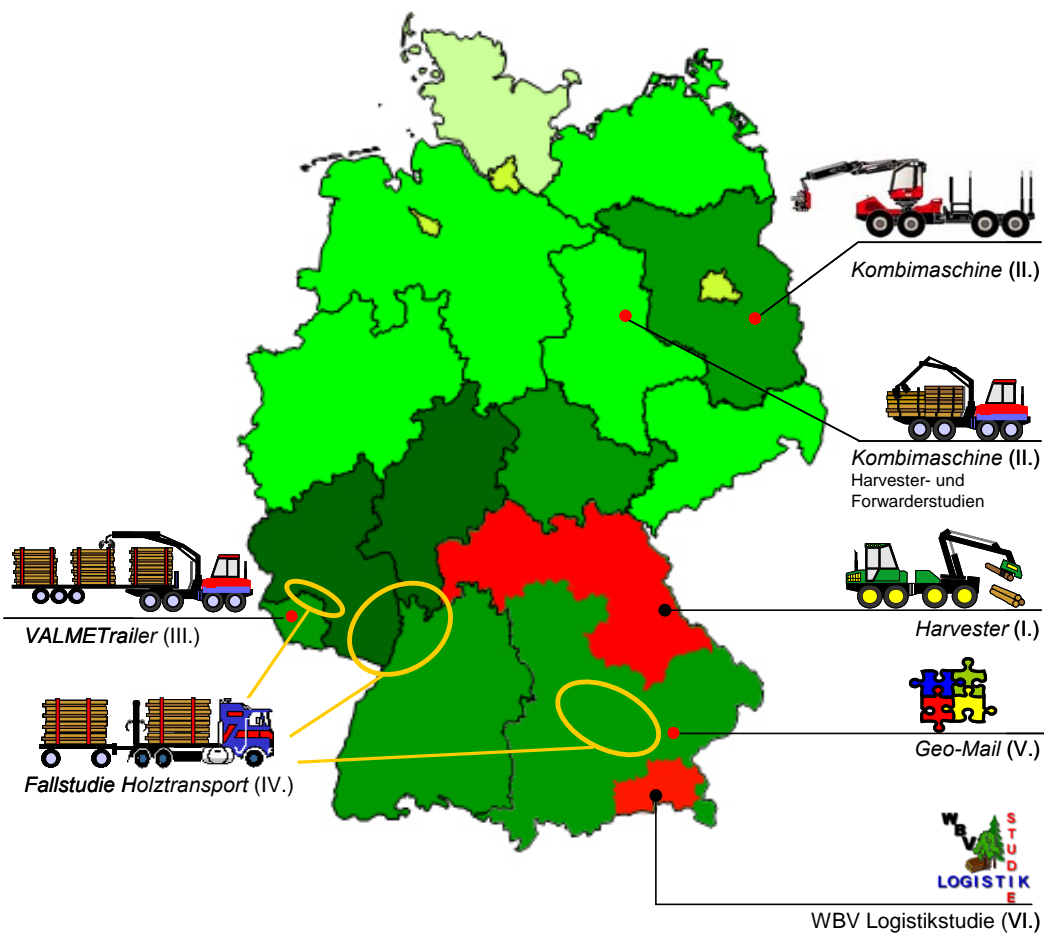 Kombimaschine (II.)
Kombimaschine (II.)
Harvester- und
Forwarderstudien
VALMETrailer (III.)
Harvester (I.)
Geo-Mail (V.)
Fallstudie Holztransport (IV.)
WBV
STUDIE
LOGISTIK
WBV Logistikstudie (VI.)